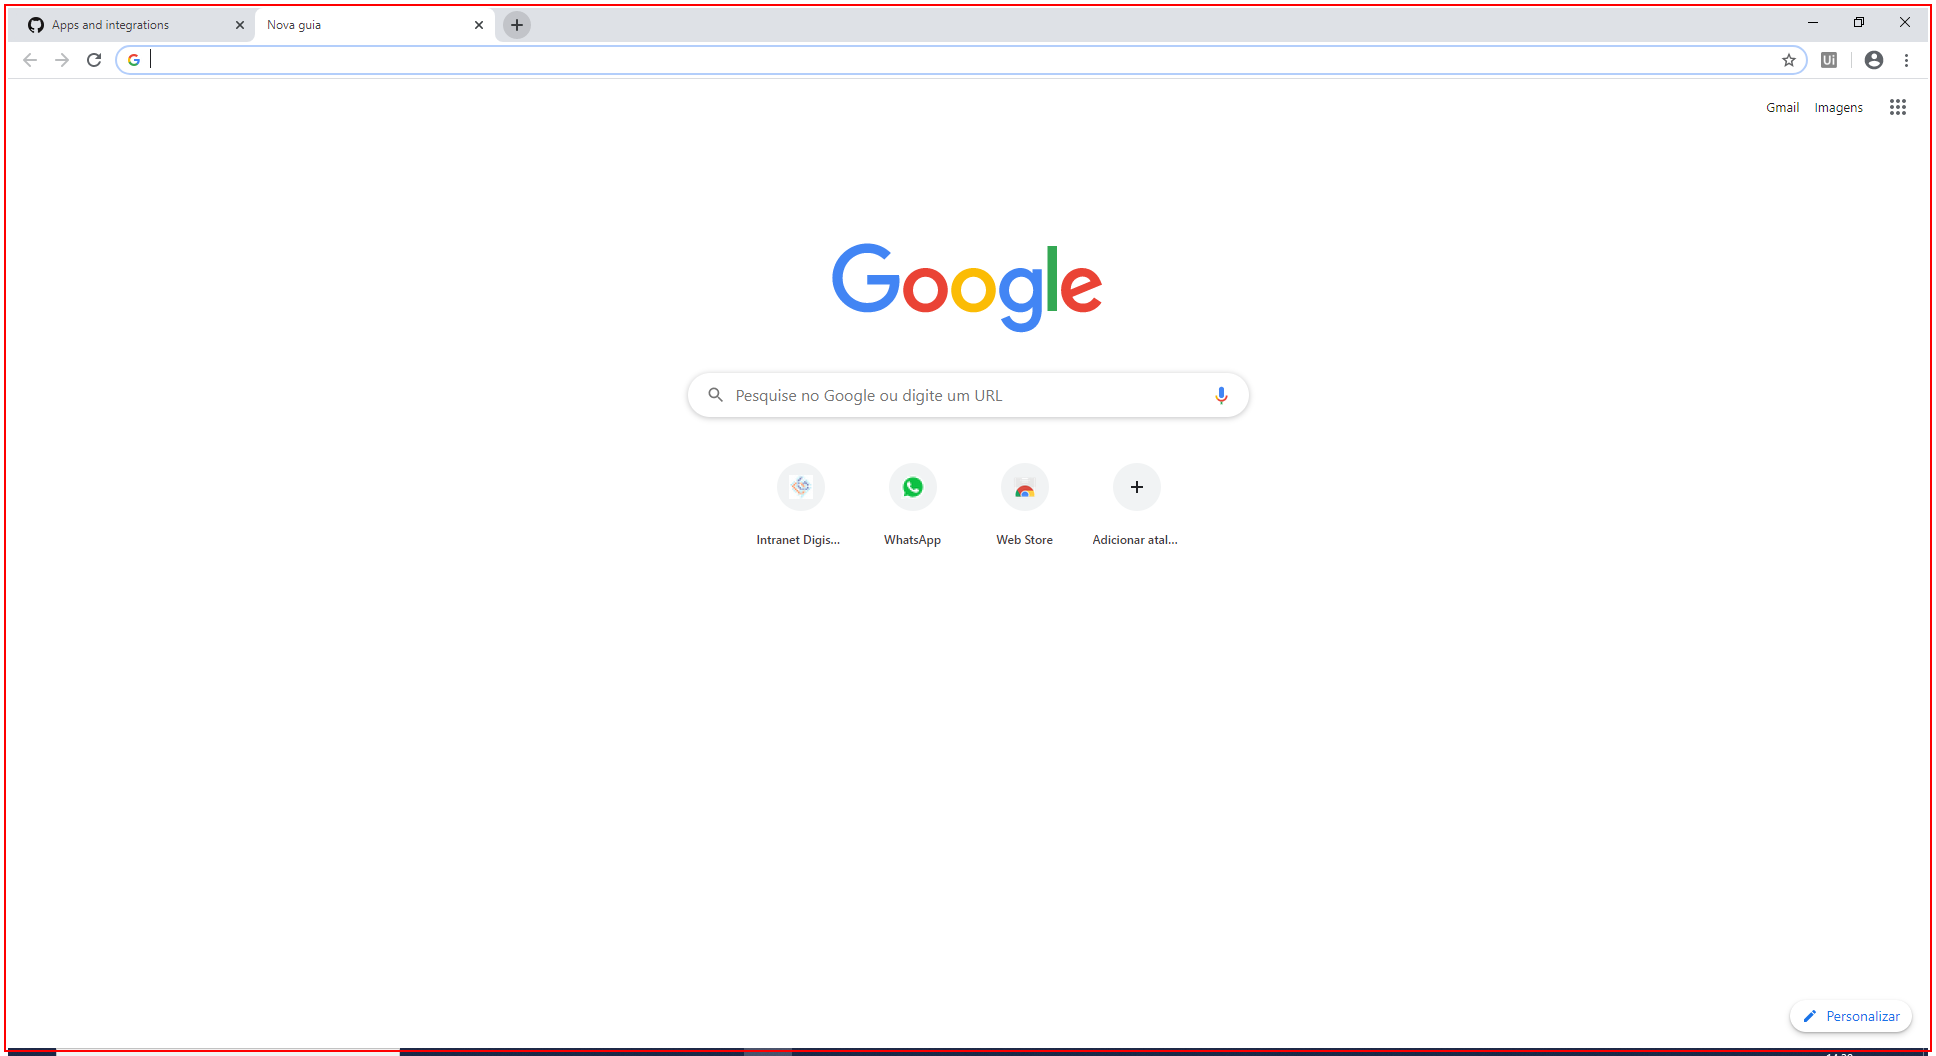 Apps and integrations
Nova guia
Ui
Gmail Imagens
Google
Pesquise no Google ou digite um URL
Intranet Digis... WhatsApp Web Store Adicionar atal...
Personalizar